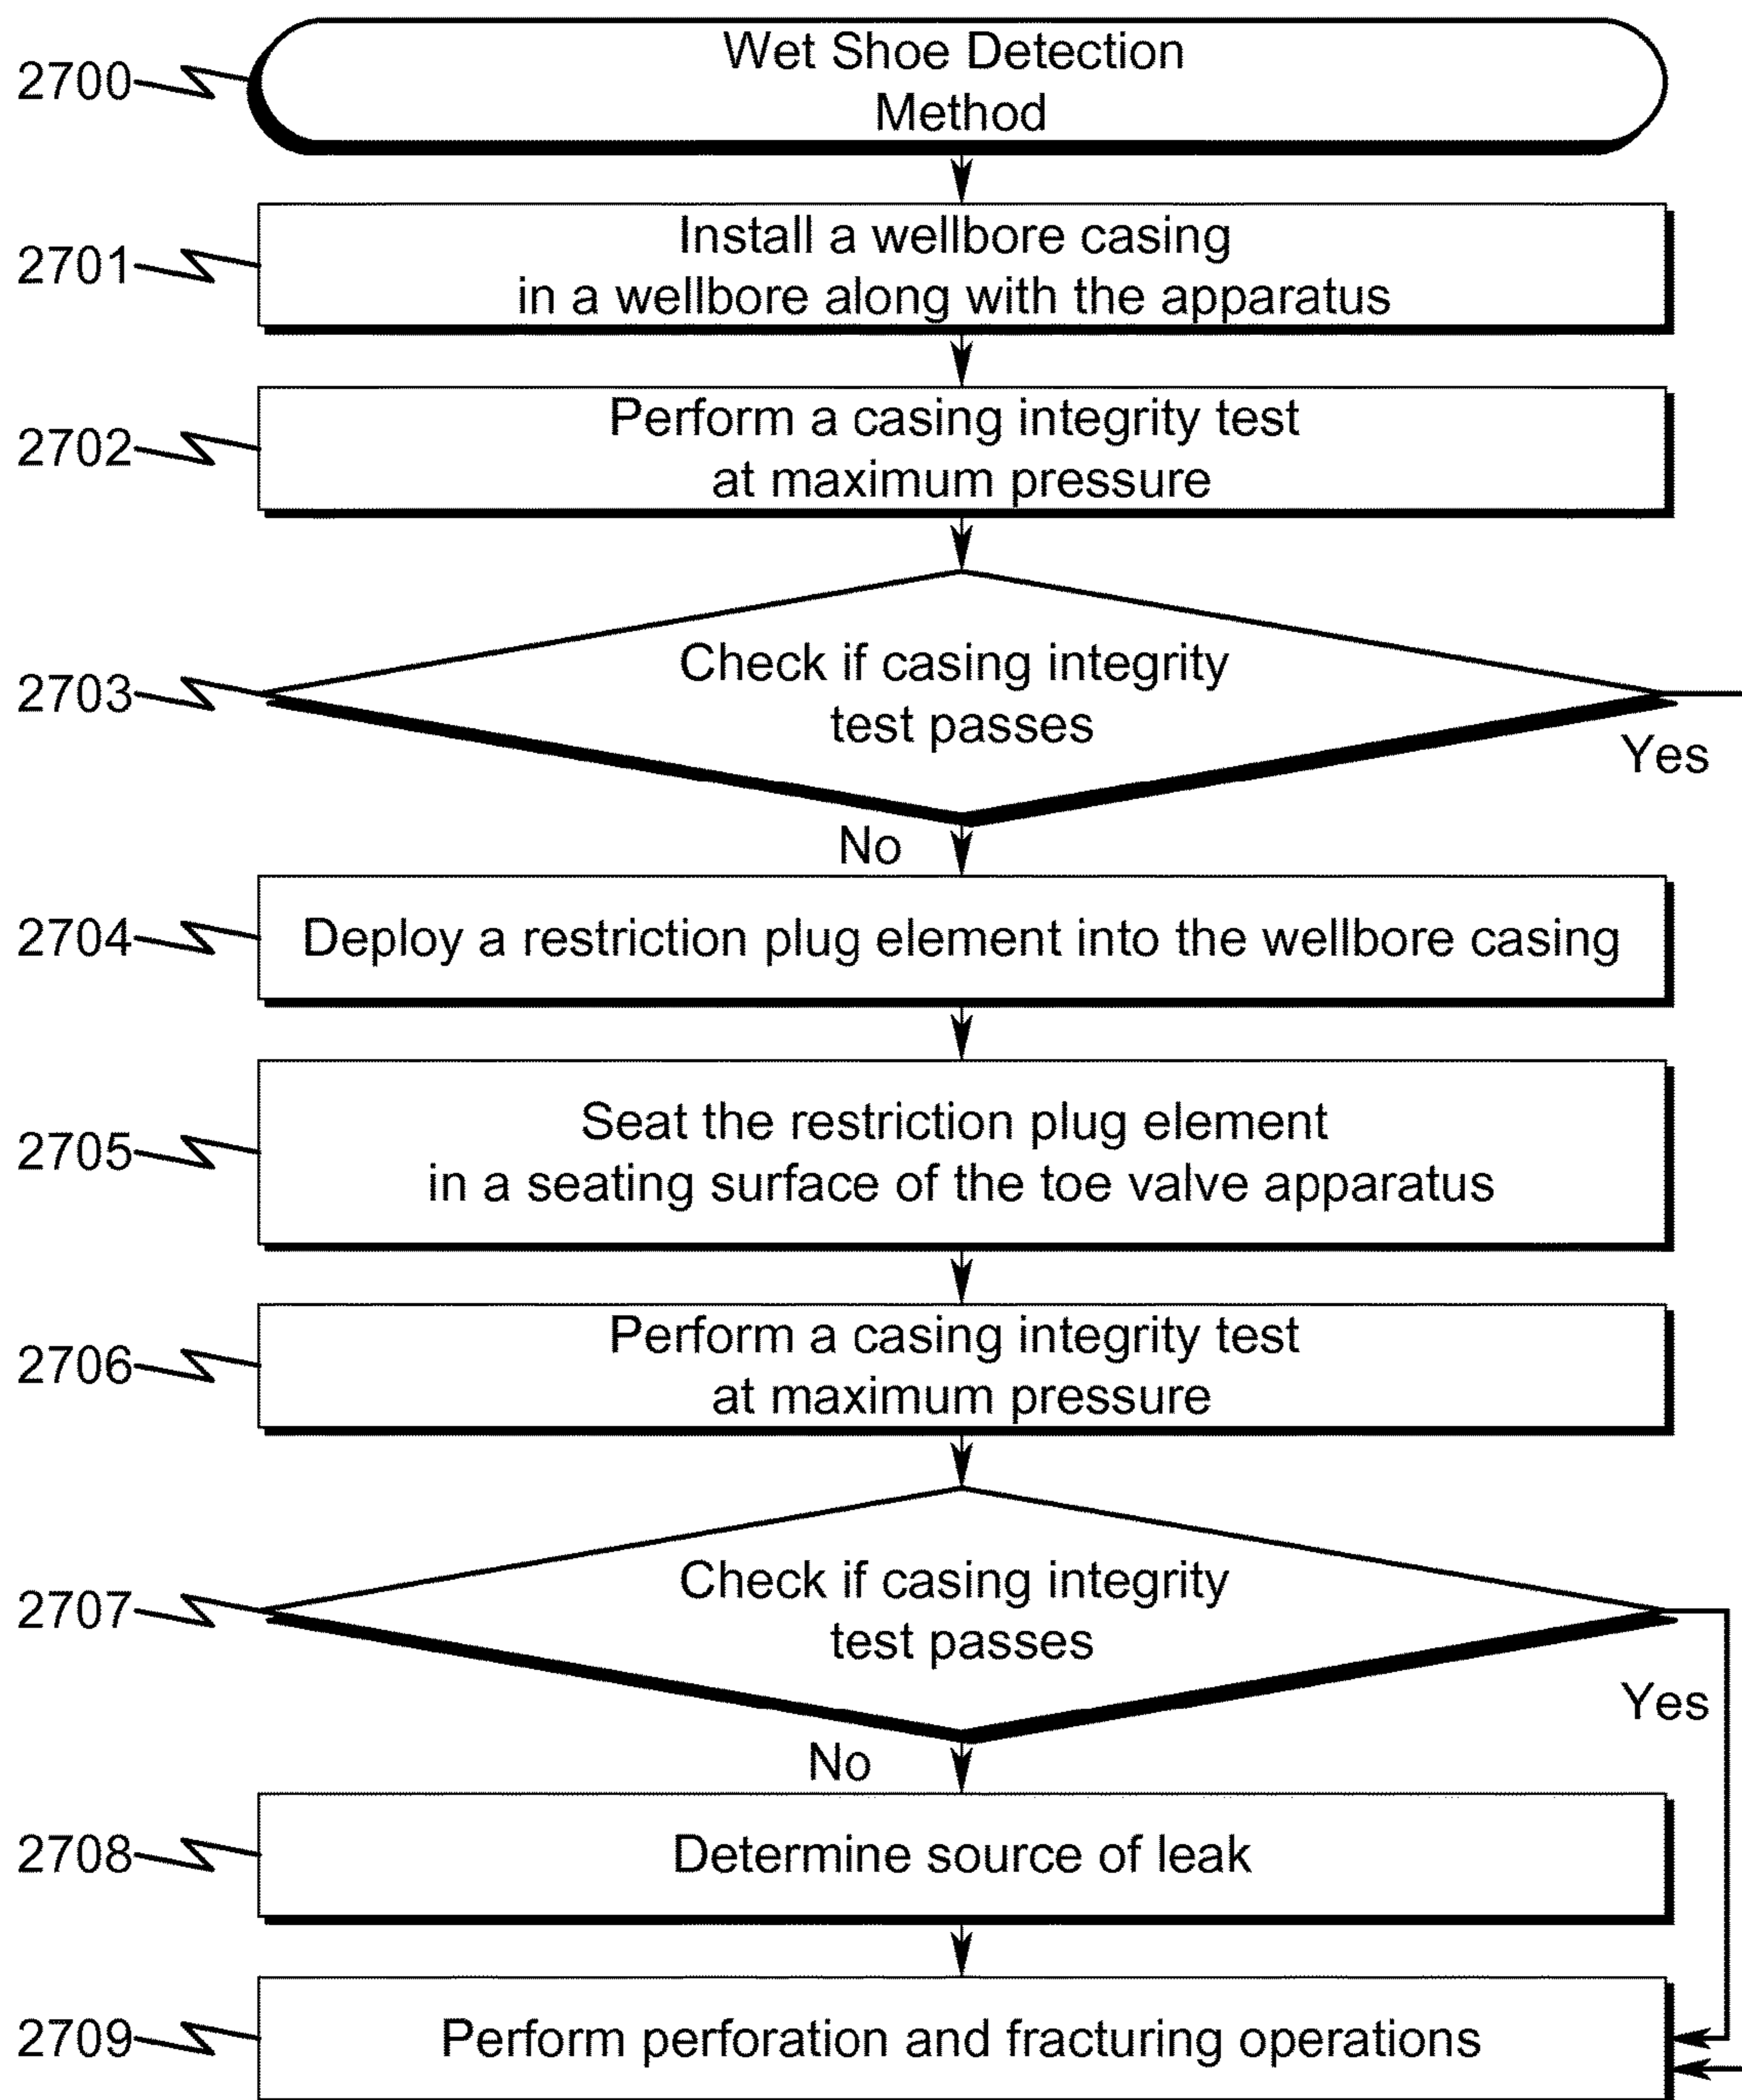 2700
Wet Shoe Detection
Method
2701
Install a wellbore casing
in a wellbore along with the apparatus
2702
Perform a casing integrity test
at maximum pressure
2703
Check if casing integrity
test passes
Yes
No
2704
Deploy a restriction plug element into the wellbore casing
2705
Seat the restriction plug element
in a seating surface of the toe valve apparatus
2706
Perform a casing integrity test
at maximum pressure
2707
Check if casing integrity
test passes
Yes
No
2708
Determine source of leak
2709
Perform perforation and fracturing operations